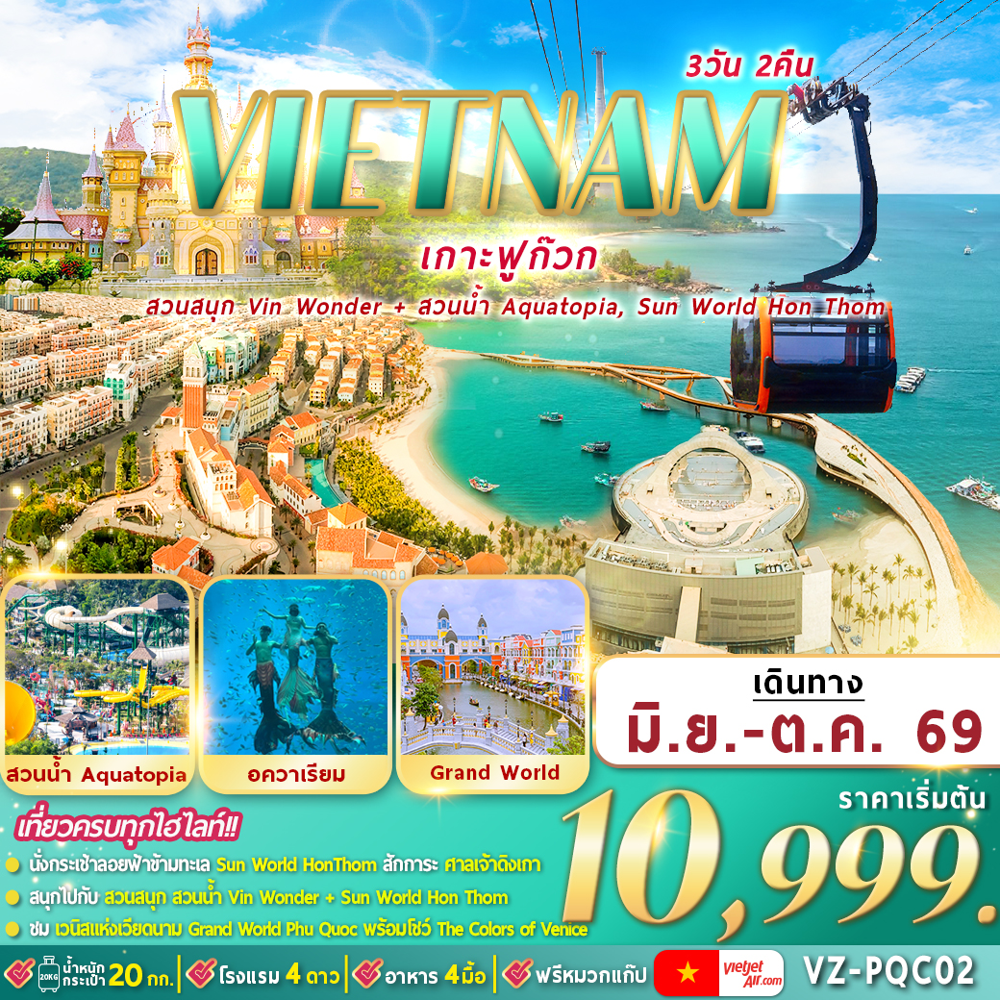 3วัน 2คืน
VIETNAM
เกาะฟูก๊วก
สวนสนุก Vin Wonder + สวนน้ำ Aquatopia, Sun World Hon Thom
สวนน้ำ Aquatopia
อควาเรียม
Grand World
เดินทาง
มิ.ย.-ต.ค. 69
ราคาเริ่มต้น
10,999.
เที่ยวครบทุกไฮไลท์!!
นั่งกระเช้าลอยฟ้าข้ามทะเล Sun World HonThom สักการะ ศาลเจ้าดิงเกา
สนุกไปกับ สวนสนุก สวนน้ำ Vin Wonder + Sun World Hon Thom
ชม เวนิสแห่งเวียดนาม Grand World Phu Quoc พร้อมโชว์ The Colors of Venice
20KG น้ำหนักกระเป๋า 20 กก. | โรงแรม 4 ดาว | อาหาร 4มื้อ | ฟรีหมวกแก๊ป vietjet Air.com VZ-PQC02